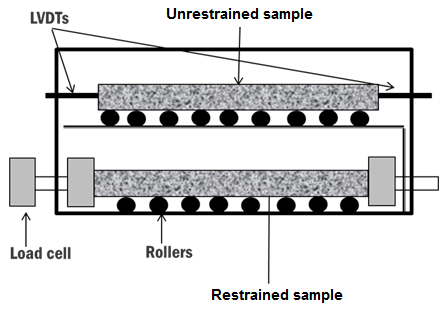 Unrestrained sample
LVDTs
Load cell
Rollers
Restrained sample